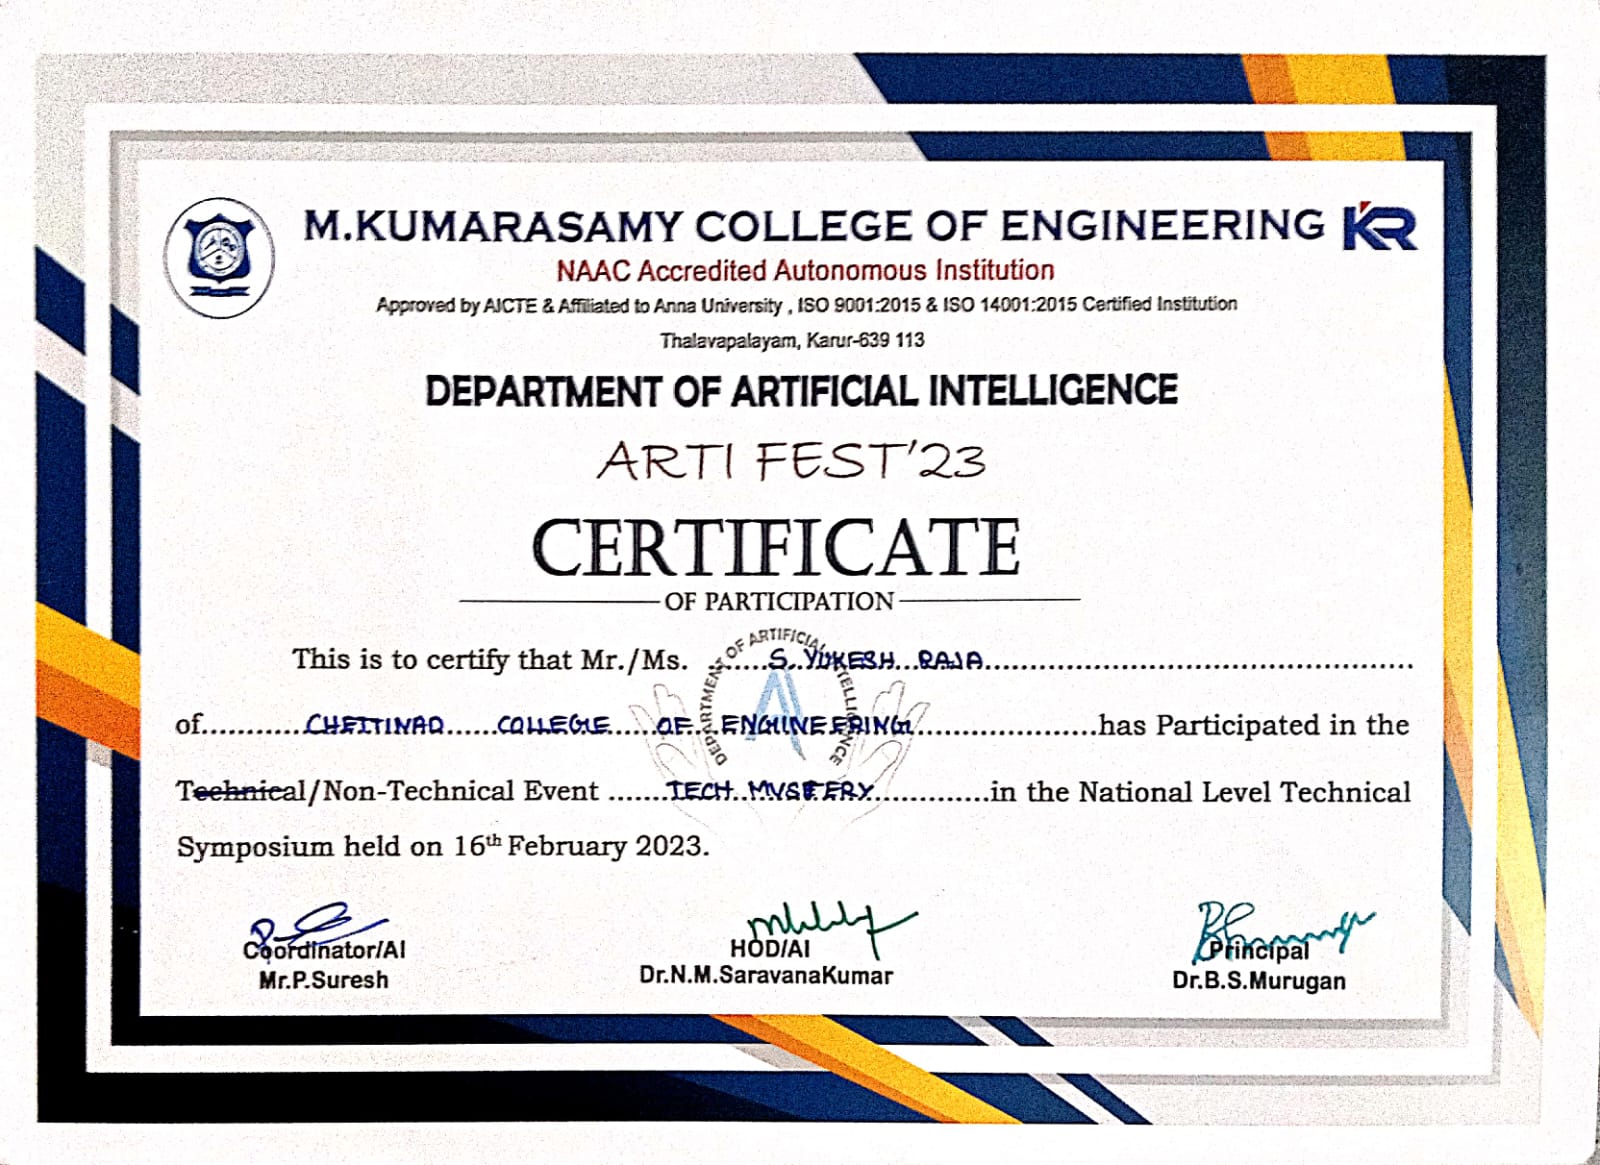 M.KUMARASAMY COLLEGE OF ENGINEERING KR
NAAC Accredited Autonomous Institution
Approved by AICTE & Affiliated to Anna University , ISO 9001:2015 & ISO 14001:2015 Certified Institution
Thalavapalayam, Karur-639 113
DEPARTMENT OF ARTIFICIAL INTELLIGENCE
ARTI FEST'23
CERTIFICATE
OF PARTICIPATION
DEPARTMENT OF ARTIFICIAL INTELLIGENCE
AI
This is to certify that Mr./Ms. ........S..YUKESH...RAJA............................................................
of............CHETTINAD......COLLEGE......OF..ENGINEERING......................has Participated in the
Technical/Non-Technical Event .......TECH..MYSTERY..............in the National Level Technical
Symposium held on 16th February 2023.
Coordinator/AI
Mr.P.Suresh
HOD/AI
Dr.N.M.SaravanaKumar
Principal
Dr.B.S.Murugan